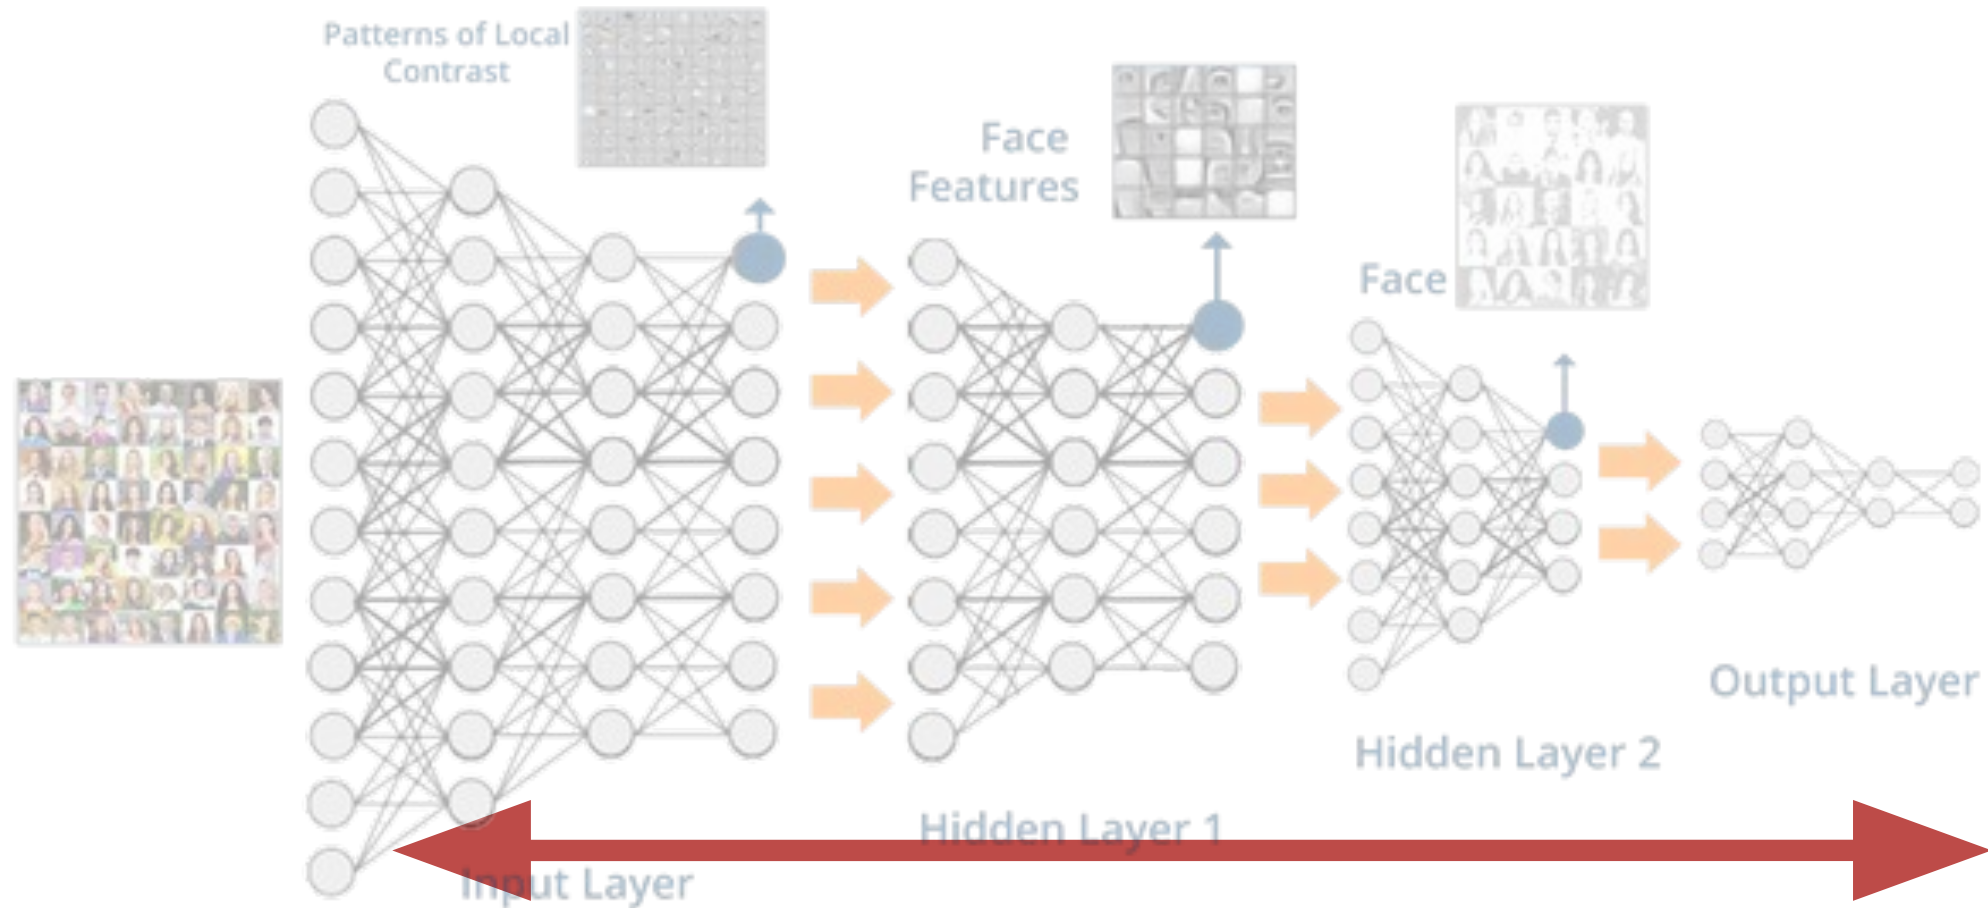 Patterns of Local
Contrast
Face
Features
Face
Output Layer
Hidden Layer 2
Hidden Layer 1
Input Layer